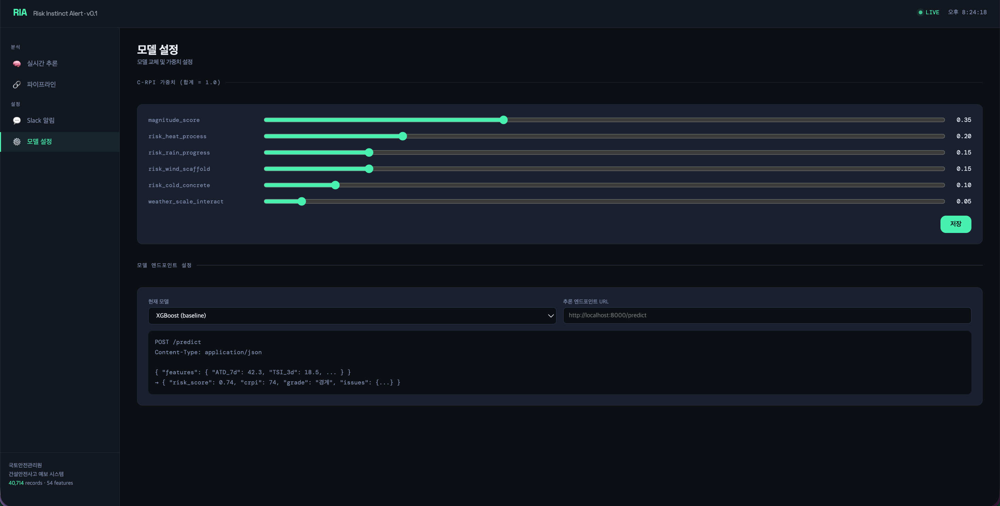 RIA Risk Instinct Alert · v0.1
LIVE 오후 8:24:18
분석
실시간 추론
파이프라인
설정
Slack 알림
모델 설정
국토안전관리원
건설안전사고 예보 시스템
40,714 records · 54 features
모델 설정
모델 교체 및 가중치 설정
C-RPI 가중치 (합계 = 1.0)
magnitude_score 0.35
risk_heat_process 0.20
risk_rain_progress 0.15
risk_wind_scaffold 0.15
risk_cold_concrete 0.10
weather_scale_interact 0.05
저장
모델 엔드포인트 설정
현재 모델
XGBoost (baseline)
추론 엔드포인트 URL
http://localhost:8000/predict
POST /predict
Content-Type: application/json
{ "features": { "ATD_7d": 42.3, "TSI_3d": 18.5, ... } }
→ { "risk_score": 0.74, "crpi": 74, "grade": "경계", "issues": {...} }